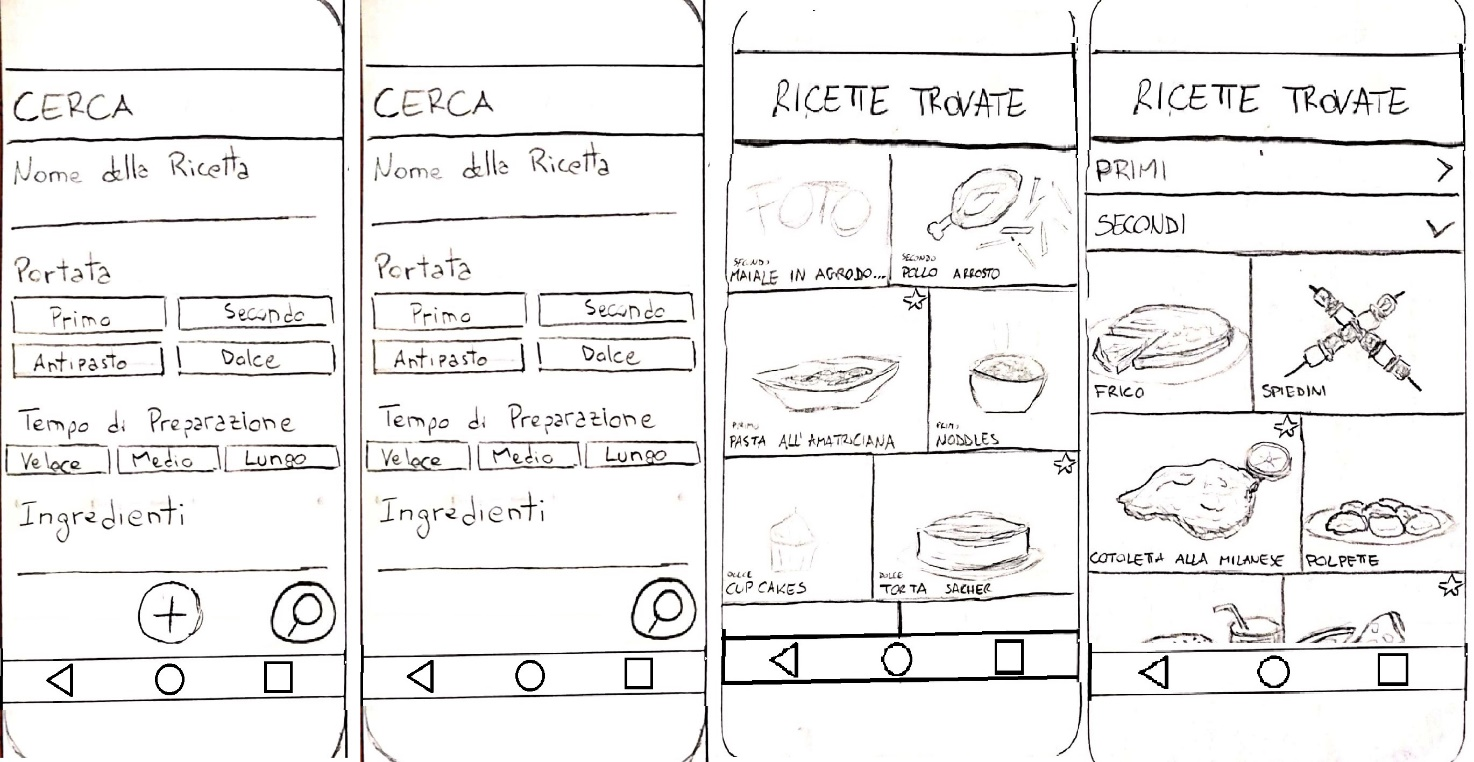 CERCA
Nome della Ricetta
Portata
Primo Secondo
Antipasto Dolce
Tempo di Preparazione
Veloce Medio Lungo
Ingredienti
CERCA
Nome della Ricetta
Portata
Primo Secondo
Antipasto Dolce
Tempo di Preparazione
Veloce Medio Lungo
Ingredienti
RICETTE TROVATE
FOTO
SECONDO
MAIALE IN AGRODO...
SECONDO
POLLO ARROSTO
PRIMO
PASTA ALL'AMATRICIANA
PRIMO
NODDLES
DOLCE
CUP CAKES
DOLCE
TORTA SACHER
RICETTE TROVATE
PRIMI
SECONDI
FRICO
SPIEDINI
COTOLETTA ALLA MILANESE
POLPETTE